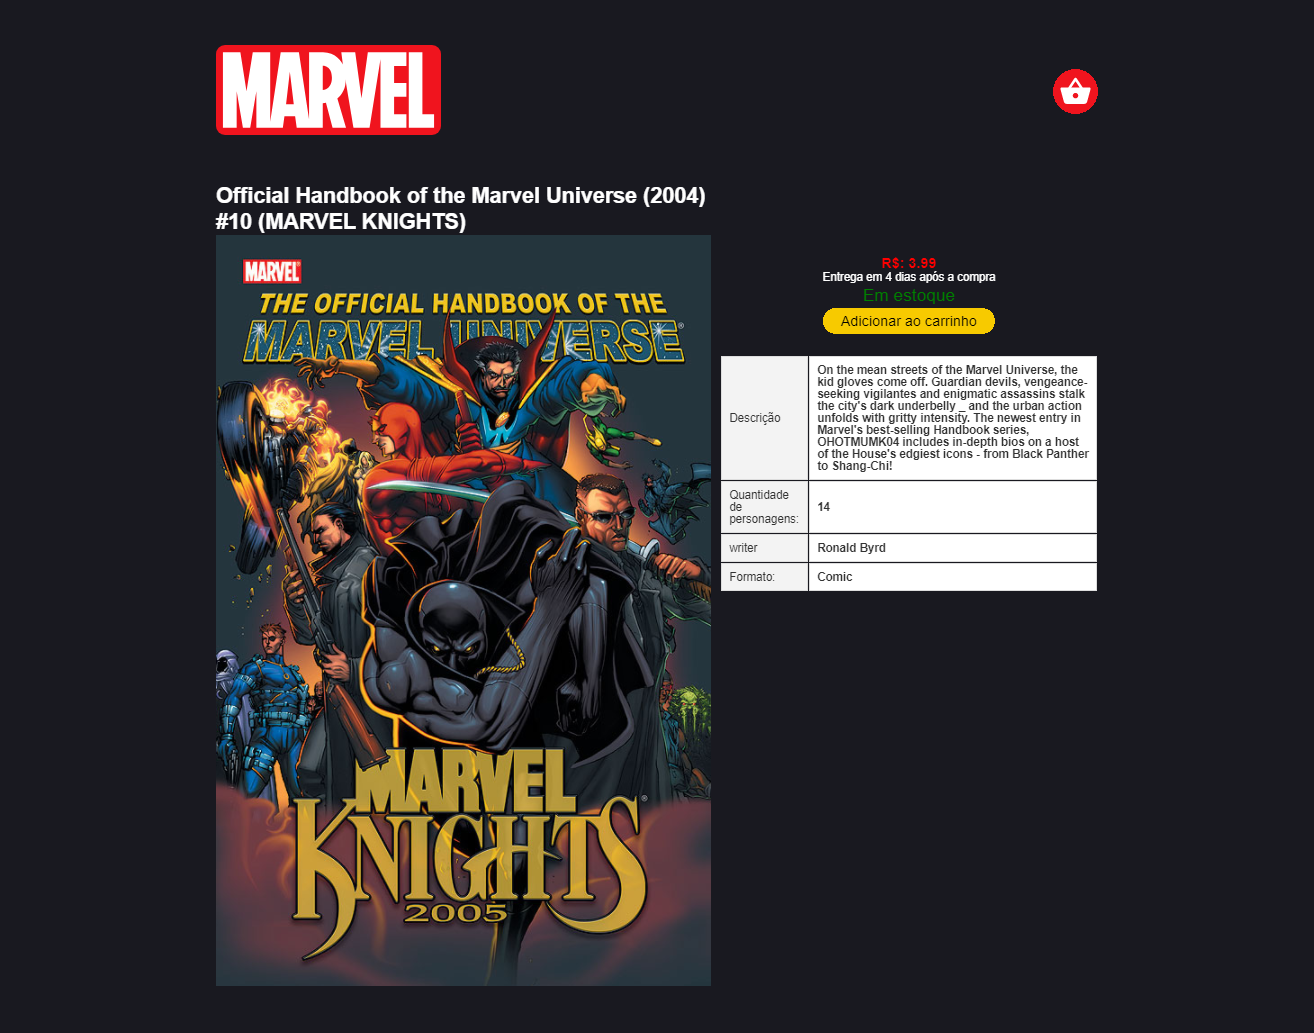 MARVEL
Official Handbook of the Marvel Universe (2004)
#10 (MARVEL KNIGHTS)
MARVEL
THE OFFICIAL HANDBOOK OF THE
MARVEL UNIVERSE®
MARVEL
KNIGHTS®
2005
R$: 3.99
Entrega em 4 dias após a compra
Em estoque
Adicionar ao carrinho
Descrição
On the mean streets of the Marvel Universe, the
kid gloves come off. Guardian devils, vengeance-
seeking vigilantes and enigmatic assassins stalk
the city's dark underbelly _ and the urban action
unfolds with gritty intensity. The newest entry in
Marvel's best-selling Handbook series,
OHOTMUMK04 includes in-depth bios on a host
of the House's edgiest icons - from Black Panther
to Shang-Chi!
Quantidade
de
personagens:
14
writer
Ronald Byrd
Formato:
Comic